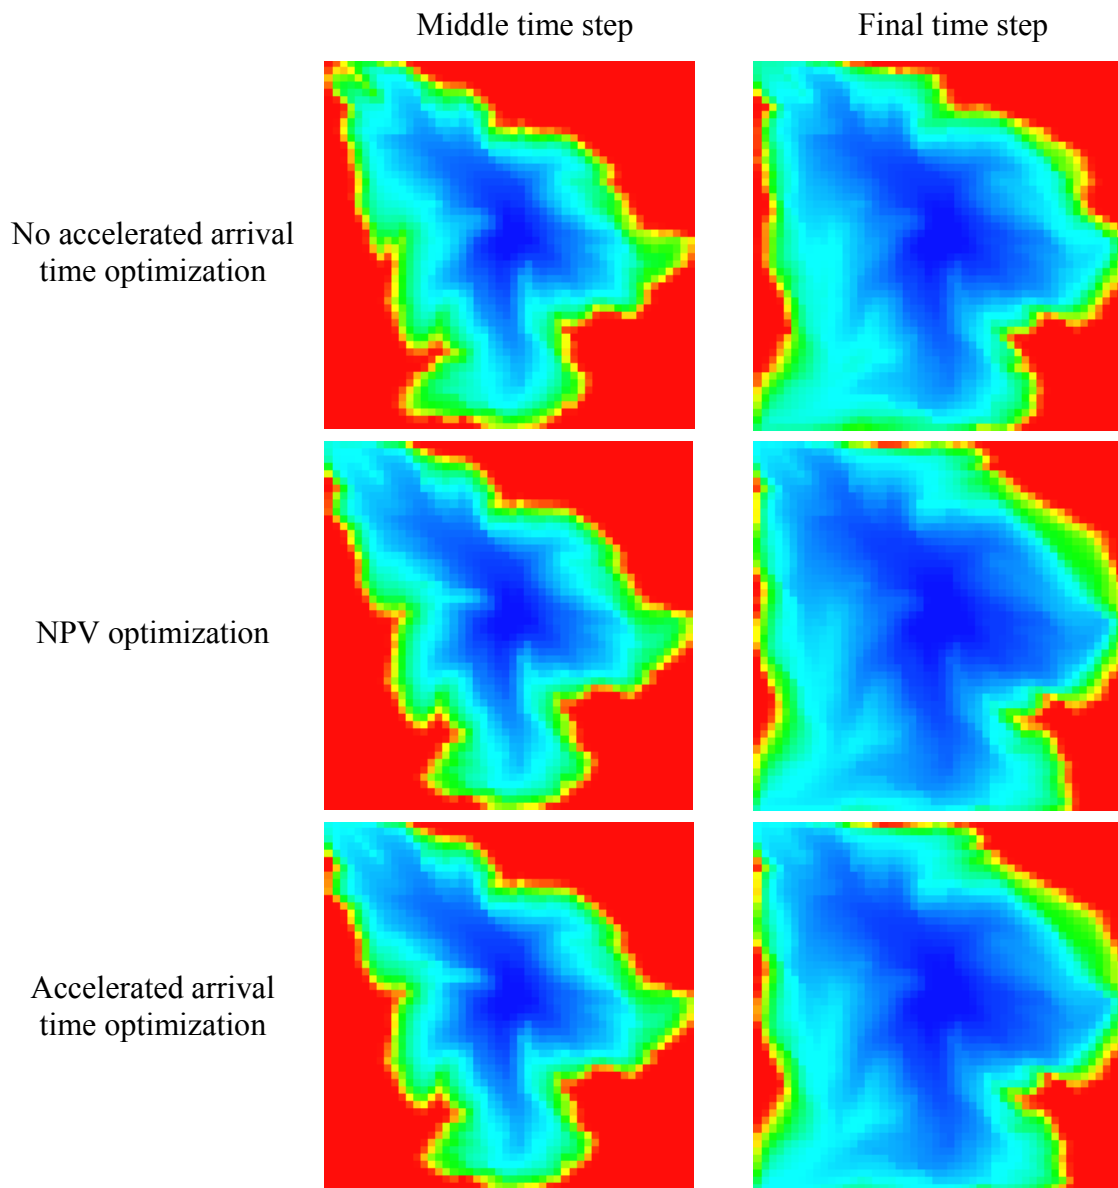 Middle time step
Final time step
No accelerated arrival
time optimization
NPV optimization
Accelerated arrival
time optimization